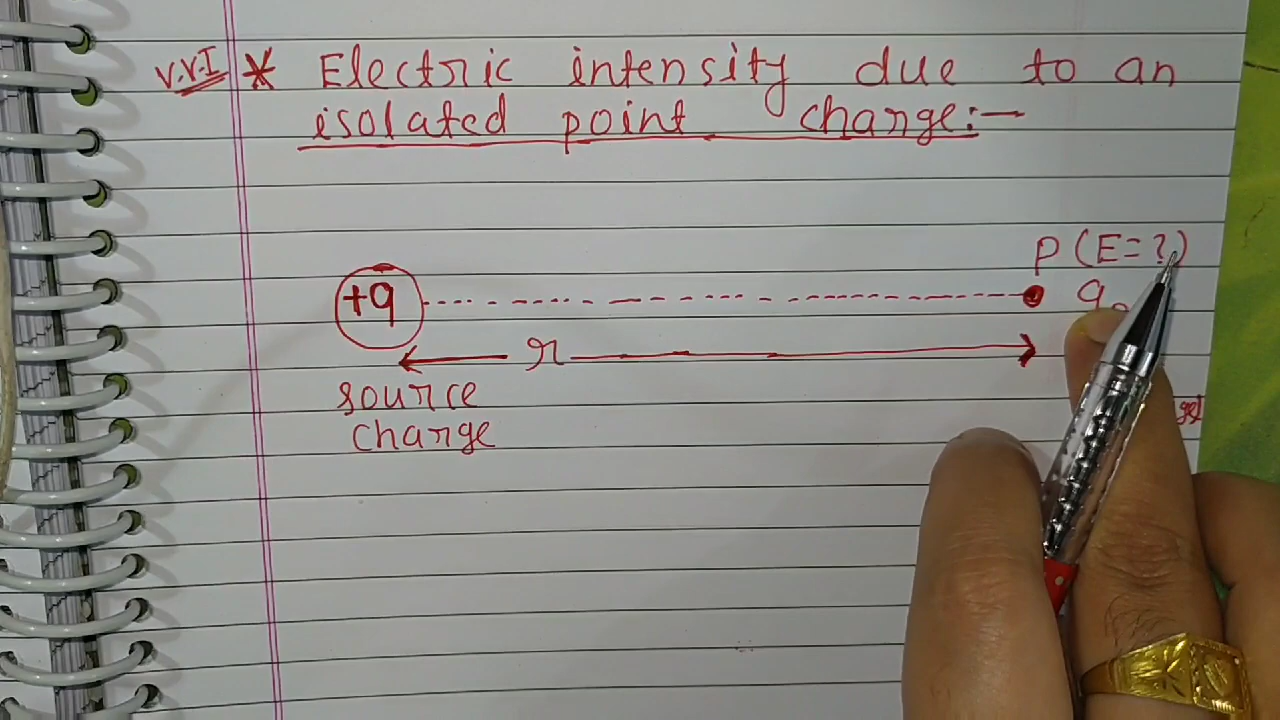 V.V.I * Electric intensity due to an
isolated point charge:-
P (E=?)
+q
q
r
source
charge